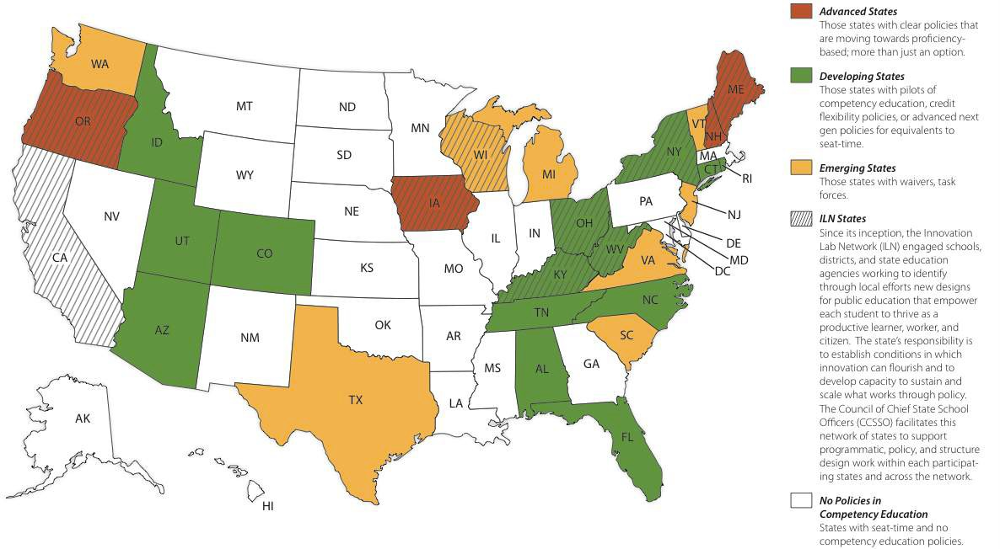 WA
OR
CA
NV
ID
MT
WY
UT
CO
AZ
NM
ND
SD
NE
KS
OK
TX
MN
IA
MO
AR
LA
WI
IL
MI
IN
OH
KY
TN
MS
AL
GA
FL
SC
NC
VA
WV
PA
NY
VT
NH
ME
MA
CT
RI
NJ
DE
MD
DC
AK
HI
Advanced States
Those states with clear policies that
are moving towards proficiency-
based; more than just an option.
Developing States
Those states with pilots of
competency education, credit
flexibility policies, or advanced next
gen policies for equivalents to
seat-time.
Emerging States
Those states with waivers, task
forces.
ILN States
Since its inception, the Innovation
Lab Network (ILN) engaged schools,
districts, and state education
agencies working to identify
through local efforts new designs
for public education that empower
each student to thrive as a
productive learner, worker, and
citizen. The state's responsibility is
to establish conditions in which
innovation can flourish and to
develop capacity to sustain and
scale what works through policy.
The Council of Chief State School
Officers (CCSSO) facilitates this
network of states to support
programmatic, policy, and structure
design work within each participat-
ing states and across the network.
No Policies in
Competency Education
States with seat-time and no
competency education policies.